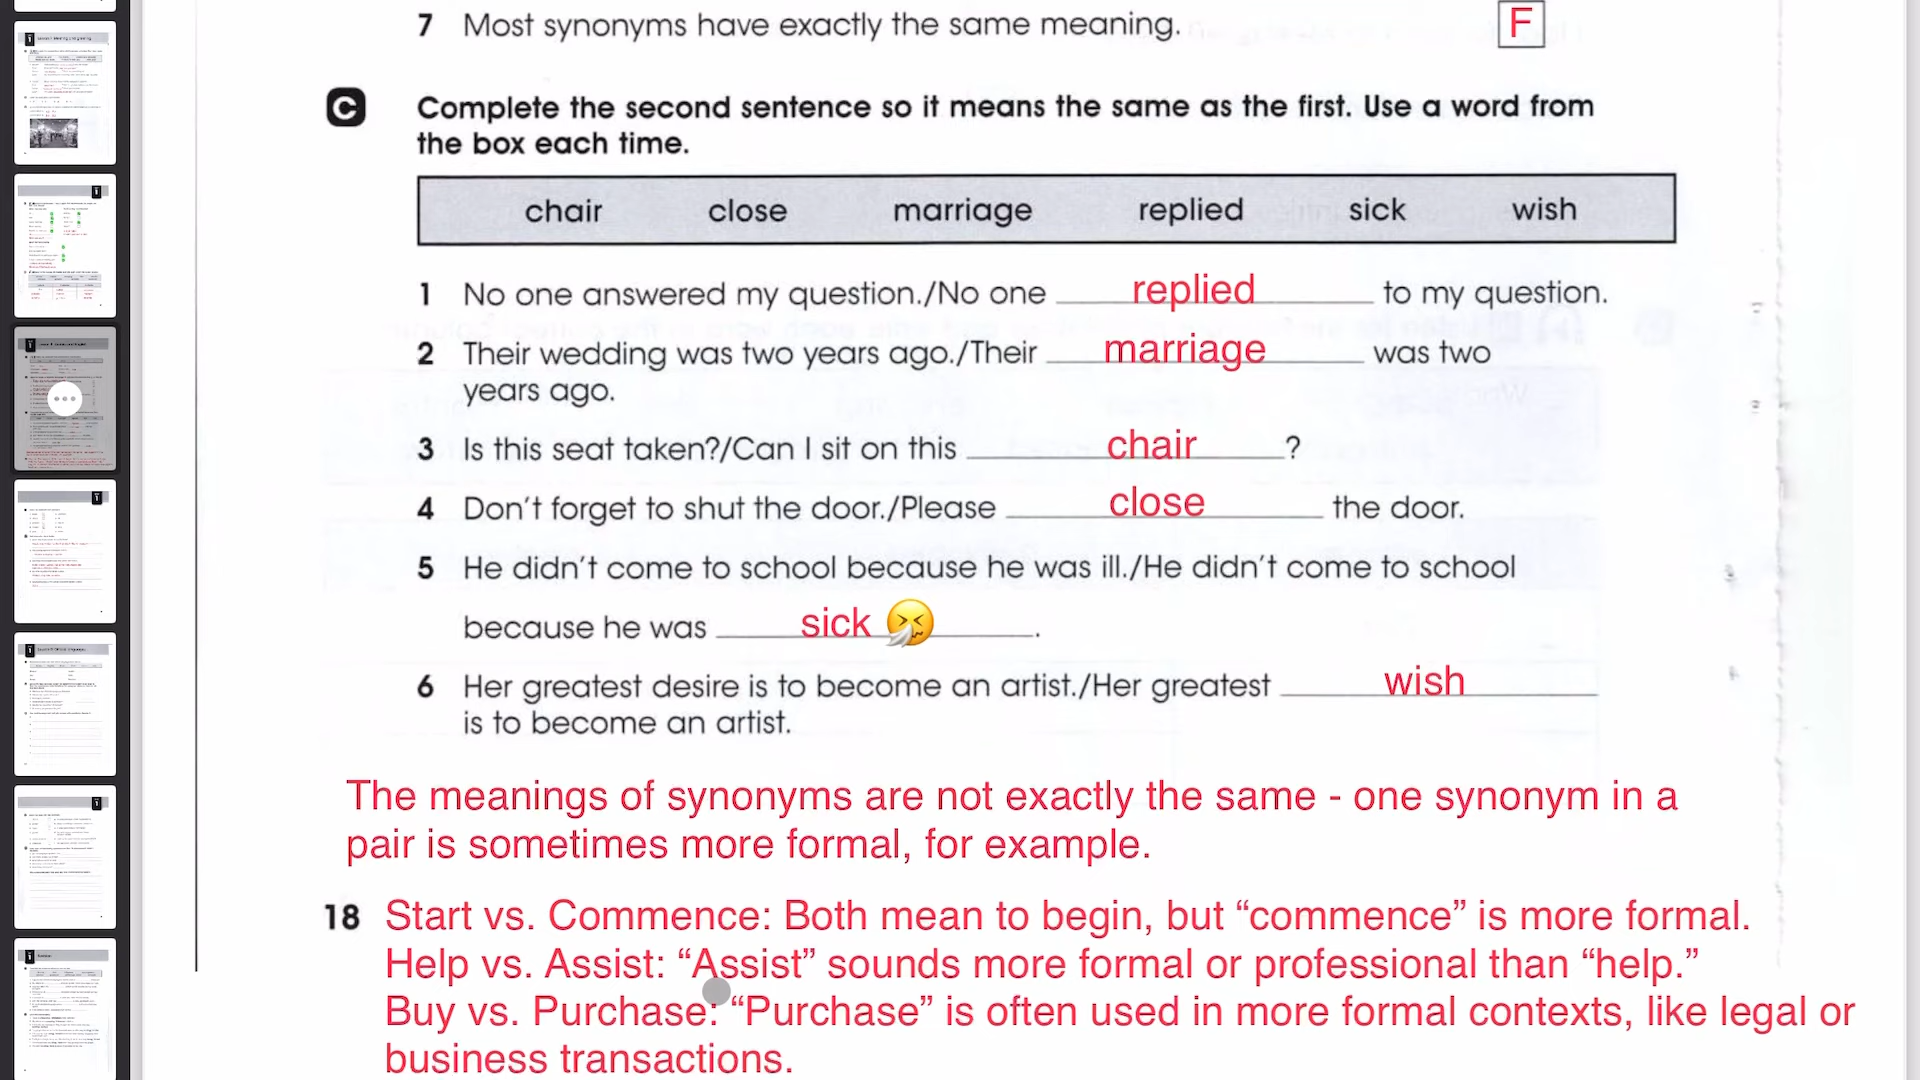 7 Most synonyms have exactly the same meaning. F
C Complete the second sentence so it means the same as the first. Use a word from
the box each time.
chair close marriage replied sick wish
1 No one answered my question./No one replied to my question.
2 Their wedding was two years ago./Their marriage was two
years ago.
3 Is this seat taken?/Can I sit on this chair ?
4 Don't forget to shut the door./Please close the door.
5 He didn't come to school because he was ill./He didn't come to school
because he was sick 🤧 .
6 Her greatest desire is to become an artist./Her greatest wish
is to become an artist.
The meanings of synonyms are not exactly the same - one synonym in a
pair is sometimes more formal, for example.
18 Start vs. Commence: Both mean to begin, but “commence” is more formal.
Help vs. Assist: “Assist” sounds more formal or professional than “help.”
Buy vs. Purchase: “Purchase” is often used in more formal contexts, like legal or
business transactions.